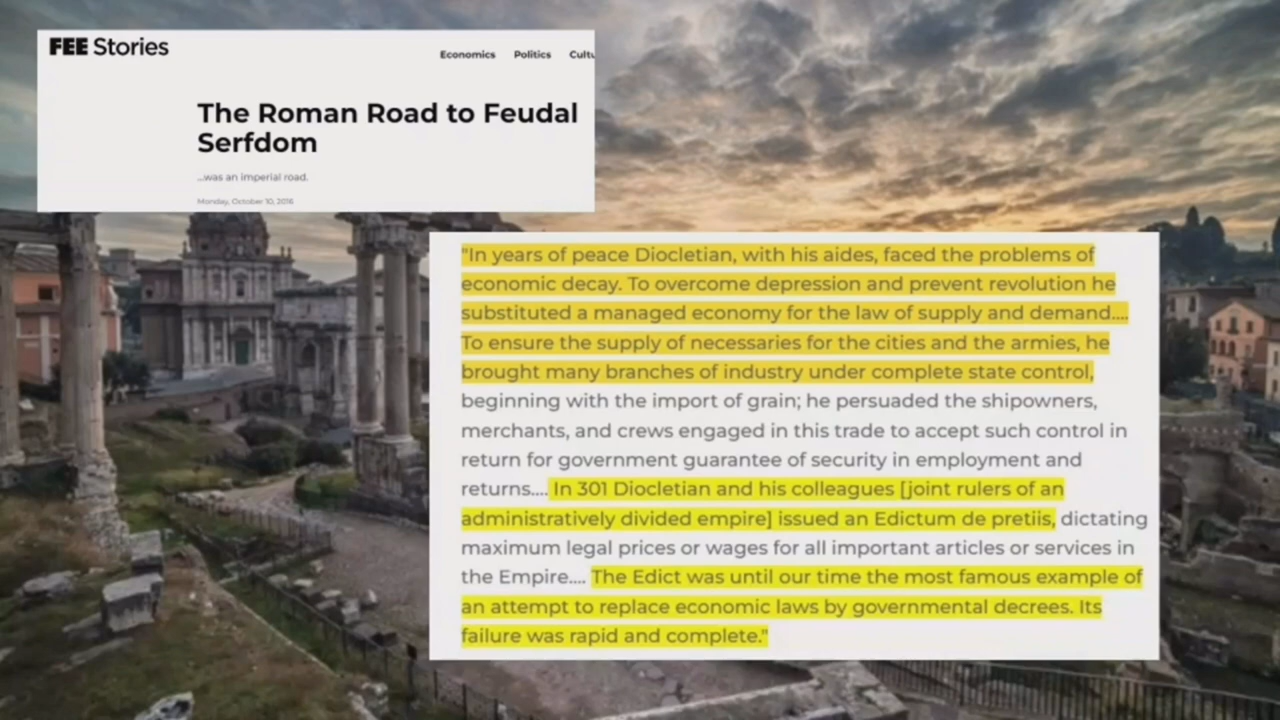 FEE Stories
Economics Politics
The Roman Road to Feudal
Serfdom
...was an imperial road.
Monday, October 10, 2016
"In years of peace Diocletian, with his aides, faced the problems of
economic decay. To overcome depression and prevent revolution he
substituted a managed economy for the law of supply and demand....
To ensure the supply of necessaries for the cities and the armies, he
brought many branches of industry under complete state control,
beginning with the import of grain; he persuaded the shipowners,
merchants, and crews engaged in this trade to accept such control in
return for government guarantee of security in employment and
returns.... In 301 Diocletian and his colleagues [joint rulers of an
administratively divided empire] issued an Edictum de pretiis, dictating
maximum legal prices or wages for all important articles or services in
the Empire.... The Edict was until our time the most famous example of
an attempt to replace economic laws by governmental decrees. Its
failure was rapid and complete."